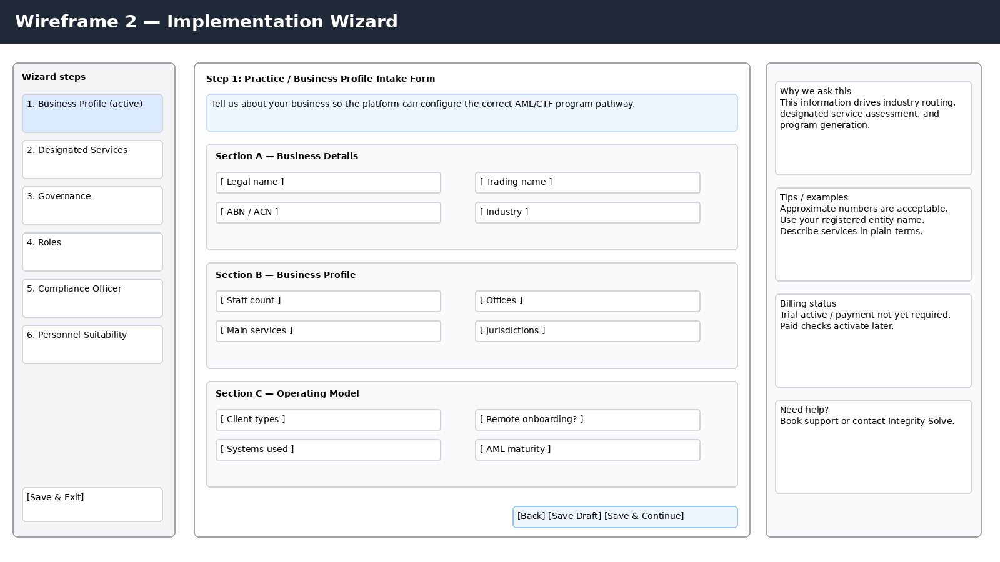 Wireframe 2 — Implementation Wizard
Wizard steps
1. Business Profile (active)
2. Designated Services
3. Governance
4. Roles
5. Compliance Officer
6. Personnel Suitability
[Save & Exit]
Step 1: Practice / Business Profile Intake Form
Tell us about your business so the platform can configure the correct AML/CTF program pathway.
Section A — Business Details
[ Legal name ]
[ Trading name ]
[ ABN / ACN ]
[ Industry ]
Section B — Business Profile
[ Staff count ]
[ Offices ]
[ Main services ]
[ Jurisdictions ]
Section C — Operating Model
[ Client types ]
[ Remote onboarding? ]
[ Systems used ]
[ AML maturity ]
[Back] [Save Draft] [Save & Continue]
Why we ask this
This information drives industry routing,
designated service assessment, and
program generation.
Tips / examples
Approximate numbers are acceptable.
Use your registered entity name.
Describe services in plain terms.
Billing status
Trial active / payment not yet required.
Paid checks activate later.
Need help?
Book support or contact Integrity Solve.